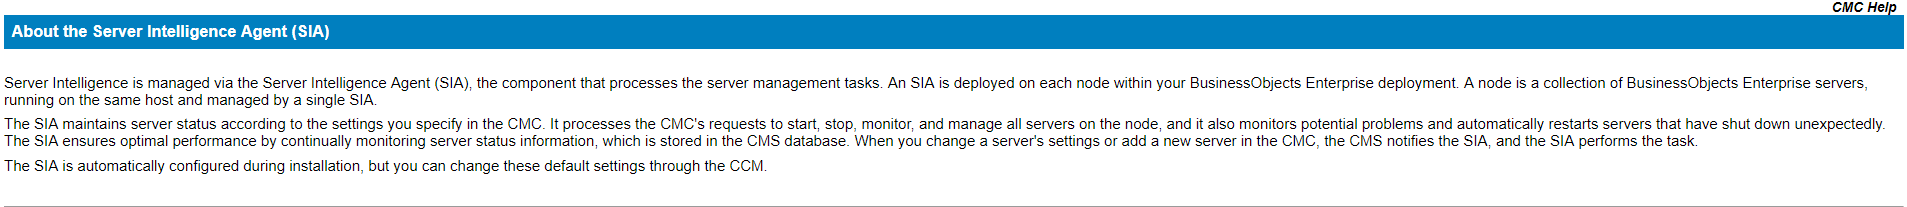 CMC Help
About the Server Intelligence Agent (SIA)
Server Intelligence is managed via the Server Intelligence Agent (SIA), the component that processes the server management tasks. An SIA is deployed on each node within your BusinessObjects Enterprise deployment. A node is a collection of BusinessObjects Enterprise servers,
running on the same host and managed by a single SIA.
The SIA maintains server status according to the settings you specify in the CMC. It processes the CMC's requests to start, stop, monitor, and manage all servers on the node, and it also monitors potential problems and automatically restarts servers that have shut down unexpectedly.
The SIA ensures optimal performance by continually monitoring server status information, which is stored in the CMS database. When you change a server's settings or add a new server in the CMC, the CMS notifies the SIA, and the SIA performs the task.
The SIA is automatically configured during installation, but you can change these default settings through the CCM.